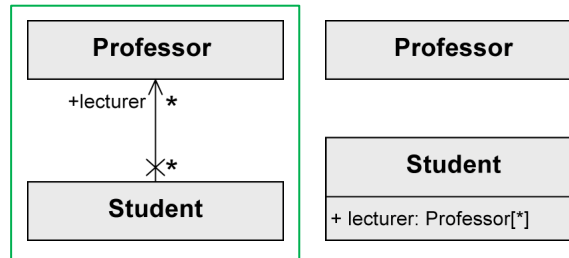 Professor
+lecturer *
*
Student
Professor
Student
+ lecturer: Professor[*]